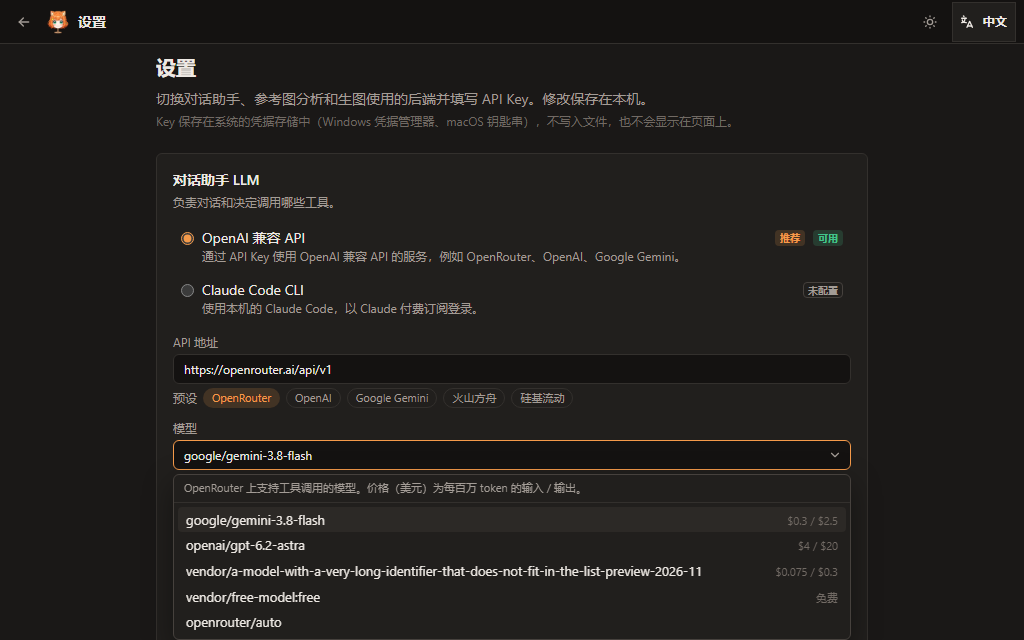 设置
中文
设置
切换对话助手、参考图分析和生图使用的后端并填写 API Key。修改保存在本机。
Key 保存在系统的凭据存储中（Windows 凭据管理器、macOS 钥匙串），不写入文件，也不会显示在页面上。
对话助手 LLM
负责对话和决定调用哪些工具。
OpenAI 兼容 API 推荐 可用
通过 API Key 使用 OpenAI 兼容 API 的服务，例如 OpenRouter、OpenAI、Google Gemini。
Claude Code CLI 未配置
使用本机的 Claude Code，以 Claude 付费订阅登录。
API 地址
https://openrouter.ai/api/v1
预设 OpenRouter OpenAI Google Gemini 火山方舟 硅基流动
模型
google/gemini-3.8-flash
OpenRouter 上支持工具调用的模型。价格（美元）为每百万 token 的输入 / 输出。
google/gemini-3.8-flash $0.3 / $2.5
openai/gpt-6.2-astra $4 / $20
vendor/a-model-with-a-very-long-identifier-that-does-not-fit-in-the-list-preview-2026-11 $0.075 / $0.3
vendor/free-model:free 免费
openrouter/auto